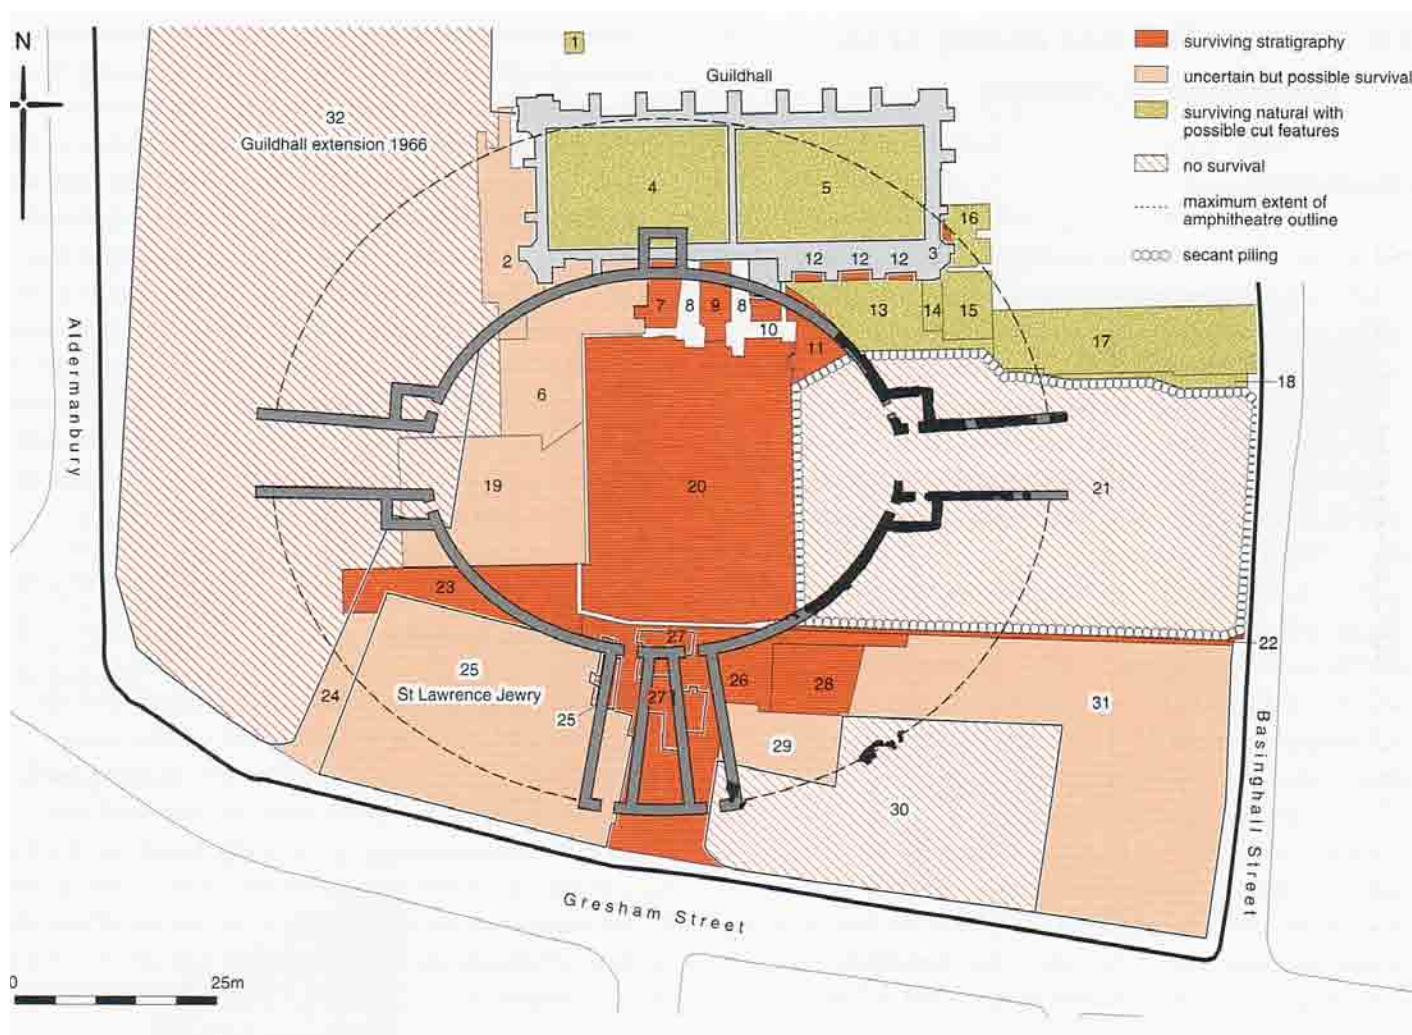 N
1
Guildhall
32
Guildhall extension 1966
surviving stratigraphy
uncertain but possible survival
surviving natural with
possible cut features
no survival
maximum extent of
amphitheatre outline
secant piling
4
5
16
2
12
12
12
3
7
8
9
8
10
13
14
15
11
17
18
6
Aldermanbury
19
20
21
23
27
22
25
St Lawrence Jewry
24
25
27
26
28
31
29
30
Basinghall Street
Gresham Street
0
25m